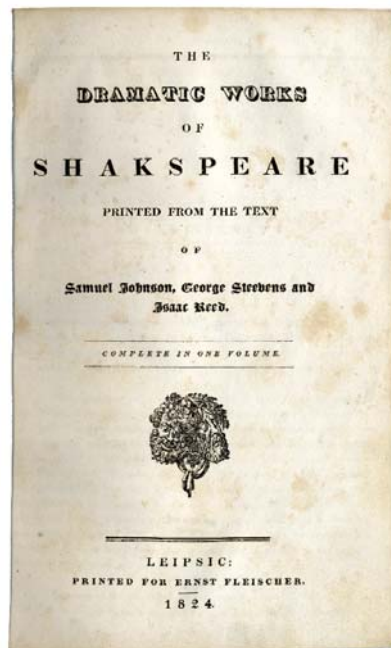 THE
DRAMATIC WORKS
OF
SHAKSPEARE
PRINTED FROM THE TEXT
OF
Samuel Johnson, George Steevens and
Isaac Reed.
COMPLETE IN ONE VOLUME.
LEIPSIC:
PRINTED FOR ERNST FLEISCHER.
1824.